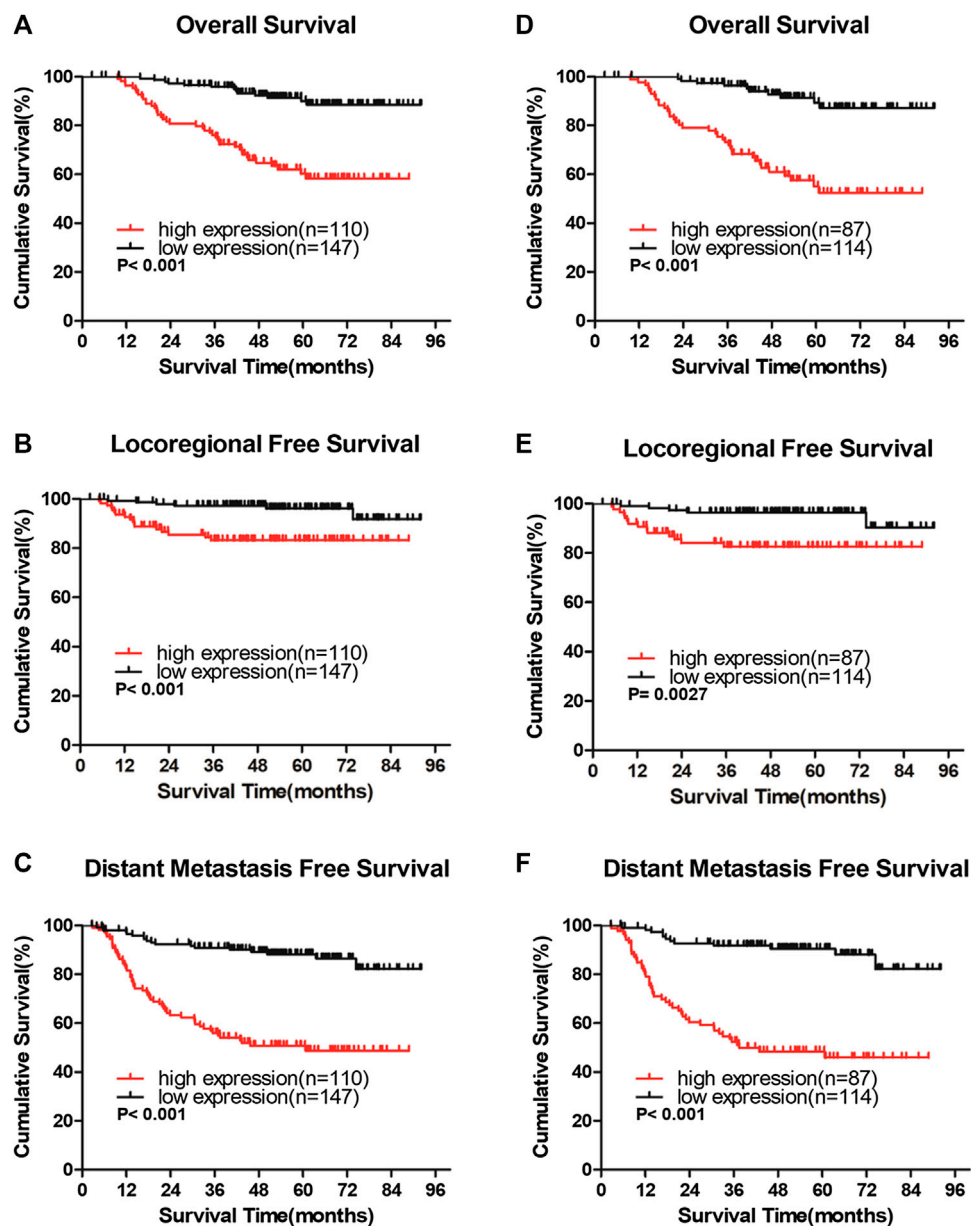 A
Overall Survival
Cumulative Survival(%)
100
80
60
40
20
0
high expression(n=110)
low expression(n=147)
P< 0.001
0 12 24 36 48 60 72 84 96
Survival Time(months)
D
Overall Survival
Cumulative Survival(%)
100
80
60
40
20
0
high expression(n=87)
low expression(n=114)
P< 0.001
0 12 24 36 48 60 72 84 96
Survival Time(months)
B
Locoregional Free Survival
Cumulative Survival(%)
100
80
60
40
20
0
high expression(n=110)
low expression(n=147)
P< 0.001
0 12 24 36 48 60 72 84 96
Survival Time(months)
E
Locoregional Free Survival
Cumulative Survival(%)
100
80
60
40
20
0
high expression(n=87)
low expression(n=114)
P= 0.0027
0 12 24 36 48 60 72 84 96
Survival Time(months)
C
Distant Metastasis Free Survival
Cumulative Survival(%)
100
80
60
40
20
0
high expression(n=110)
low expression(n=147)
P< 0.001
0 12 24 36 48 60 72 84 96
Survival Time(months)
F
Distant Metastasis Free Survival
Cumulative Survival(%)
100
80
60
40
20
0
high expression(n=87)
low expression(n=114)
P< 0.001
0 12 24 36 48 60 72 84 96
Survival Time(months)